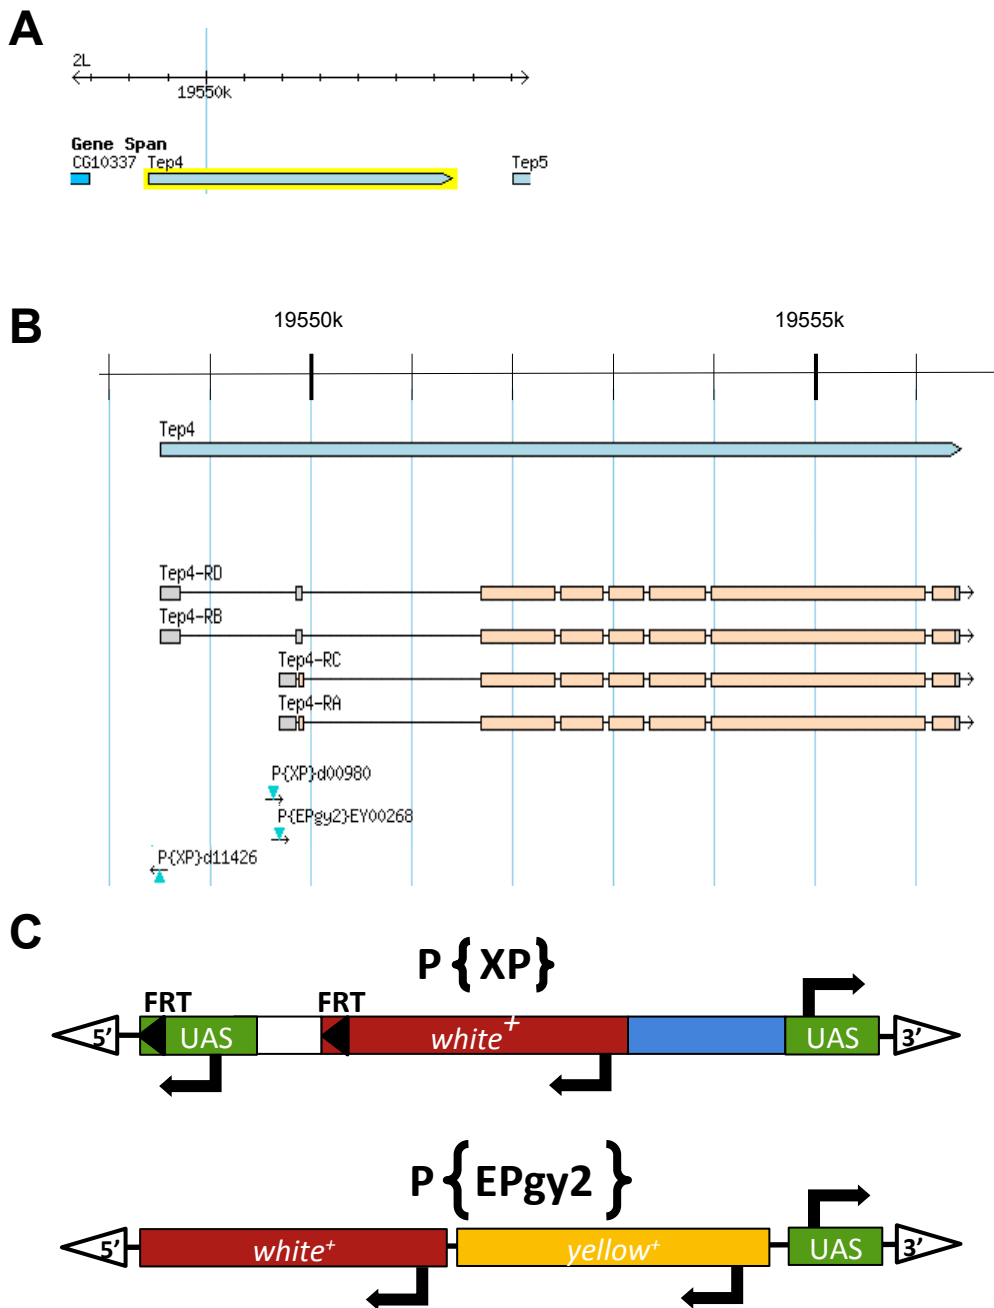 A
2L
19550k
Gene Span
CG10337 Tep4 Tep5
B
19550k 19555k
Tep4
Tep4-RD
Tep4-RB
Tep4-RC
Tep4-RA
P{XP}d00980
P{EPgy2}EY00268
P{XP}d11426
C
P { XP }
FRT FRT
5' UAS white+ UAS 3'
P { EPgy2 }
5' white+ yellow+ UAS 3'